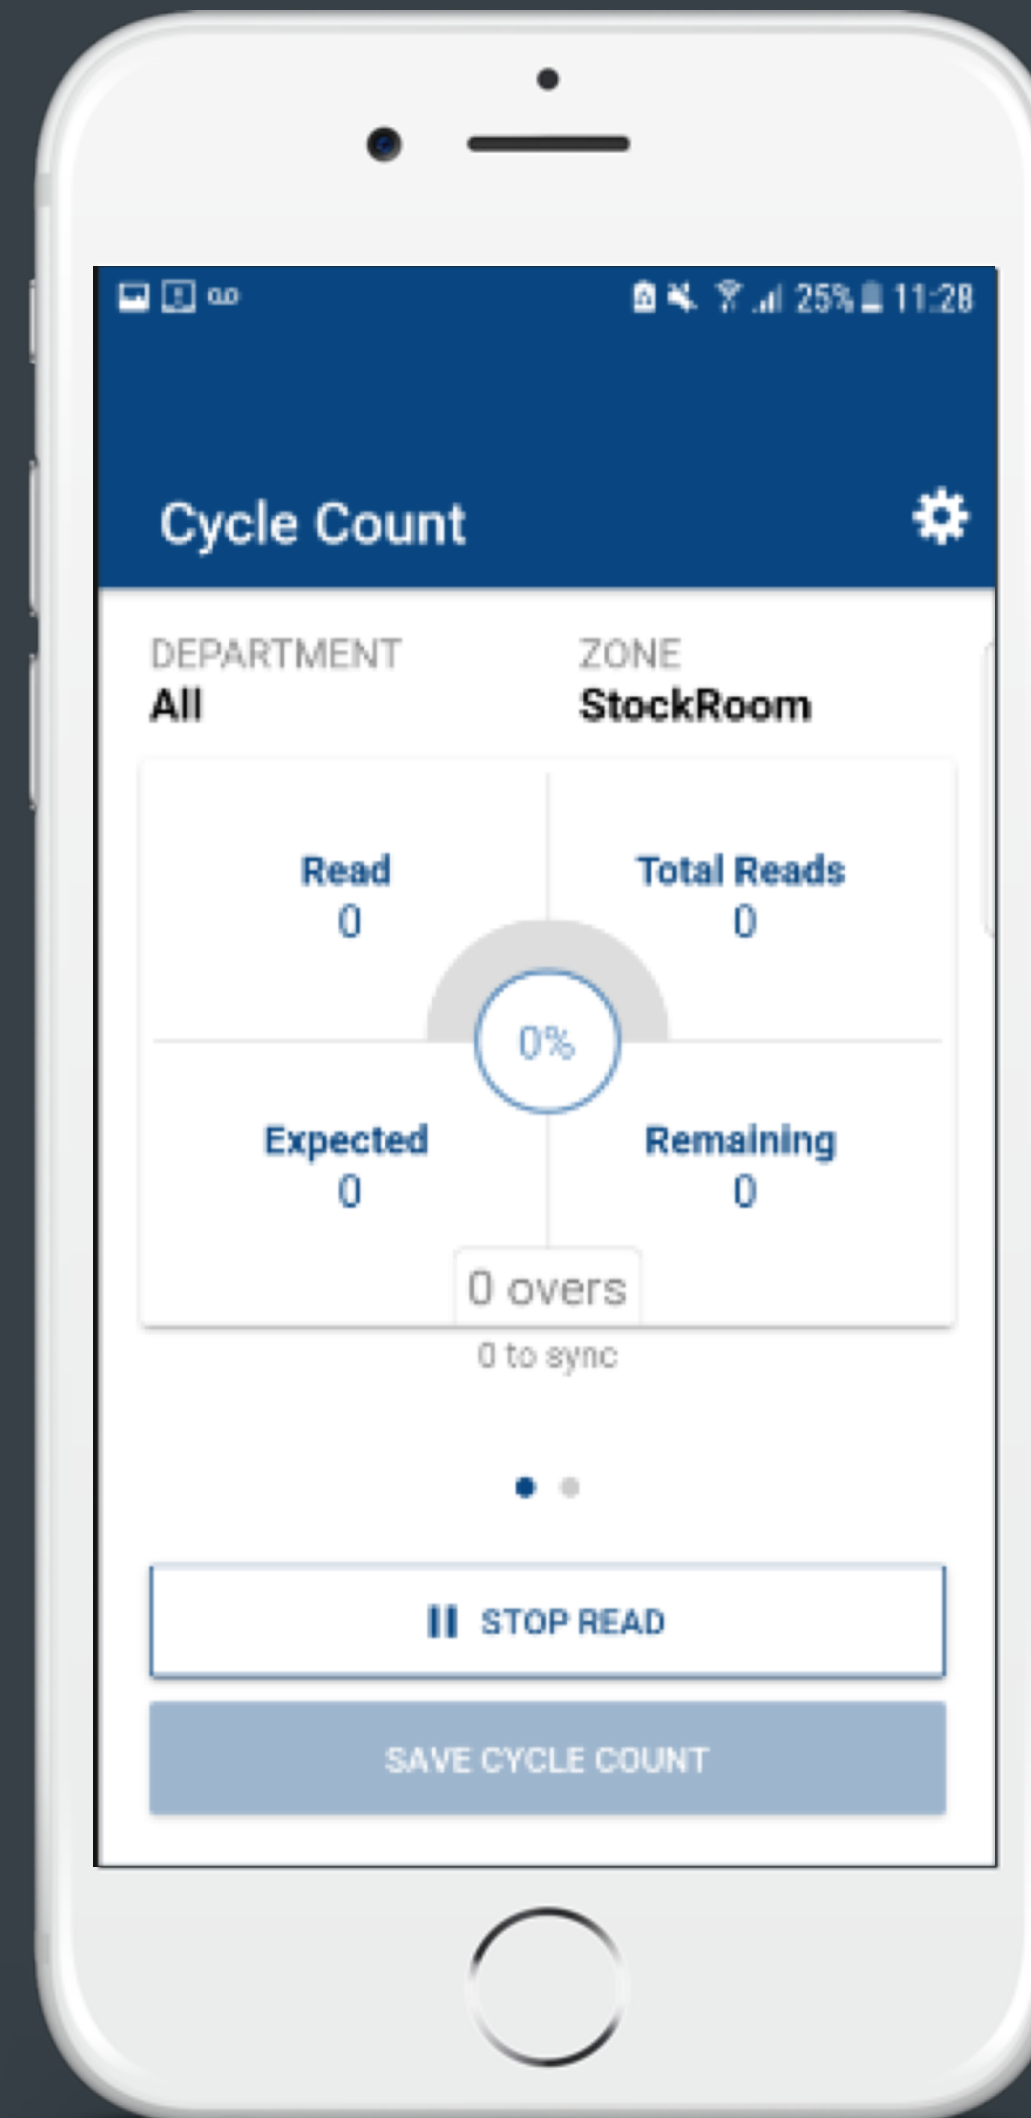 25% 11:28
Cycle Count
DEPARTMENT ZONE
All StockRoom
Read Total Reads
0 0
0%
Expected Remaining
0 0
0 overs
0 to sync
STOP READ
SAVE CYCLE COUNT